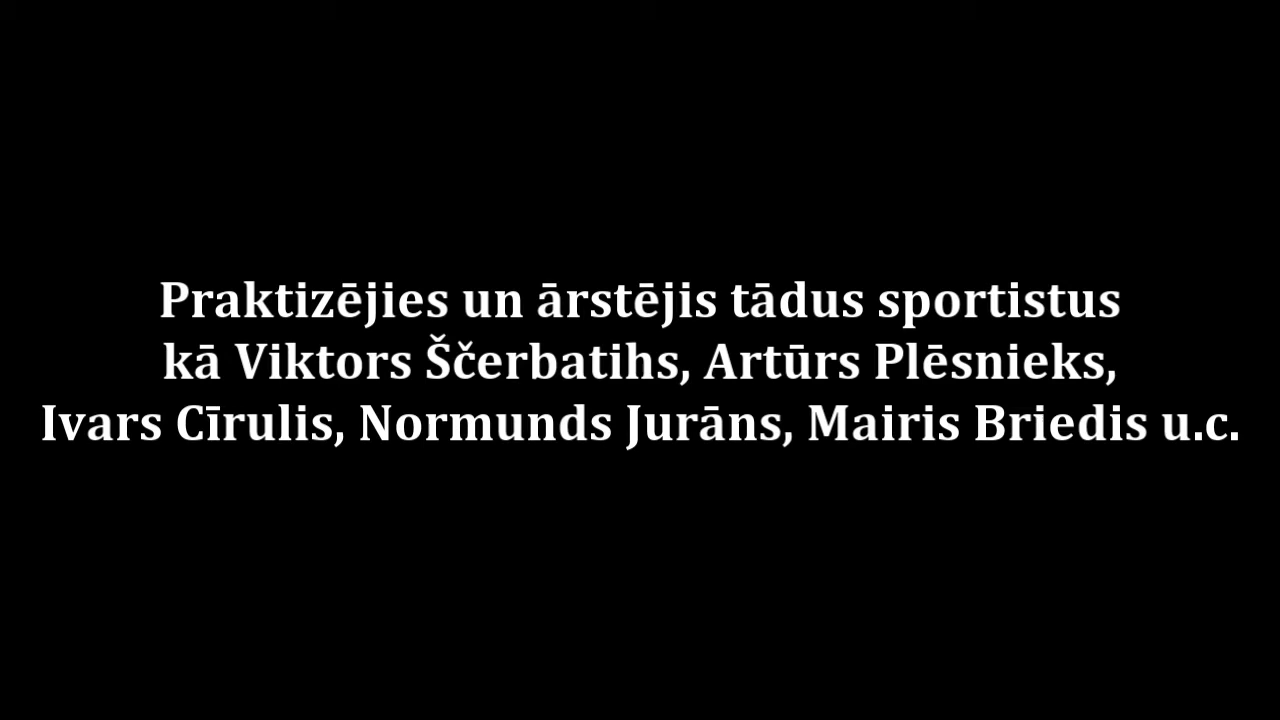 Praktizējies un ārstējis tādus sportistus
kā Viktors Ščerbatihs, Artūrs Plēsnieks,
Ivars Cīrulis, Normunds Jurāns, Mairis Briedis u.c.